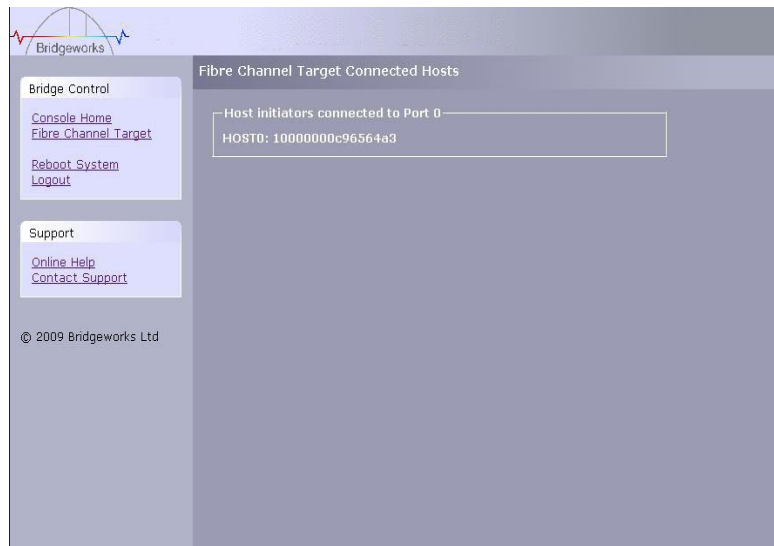 Bridgeworks
Fibre Channel Target Connected Hosts
Bridge Control
Console Home
Fibre Channel Target
Reboot System
Logout
Host initiators connected to Port 0
HOST0: 10000000c96564a3
Support
Online Help
Contact Support
© 2009 Bridgeworks Ltd